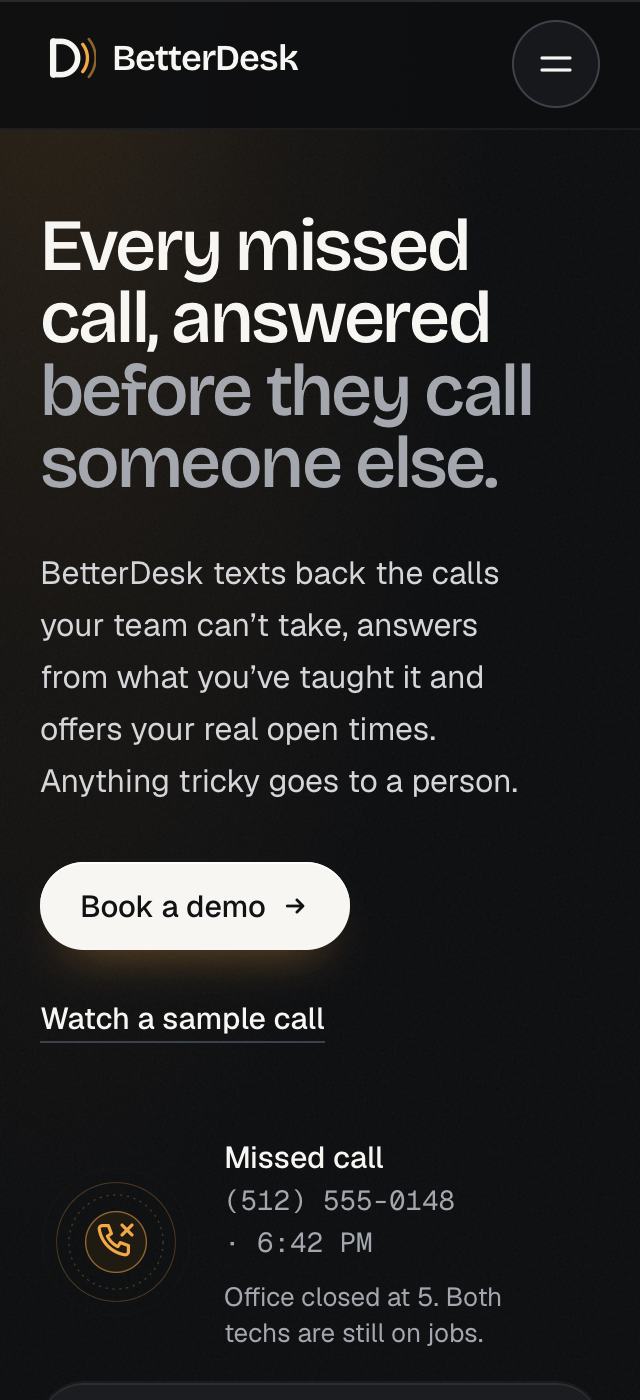 BetterDesk
Every missed
call, answered
before they call
someone else.
BetterDesk texts back the calls
your team can’t take, answers
from what you’ve taught it and
offers your real open times.
Anything tricky goes to a person.
Book a demo →
Watch a sample call
Missed call
(512) 555-0148
· 6:42 PM
Office closed at 5. Both
techs are still on jobs.